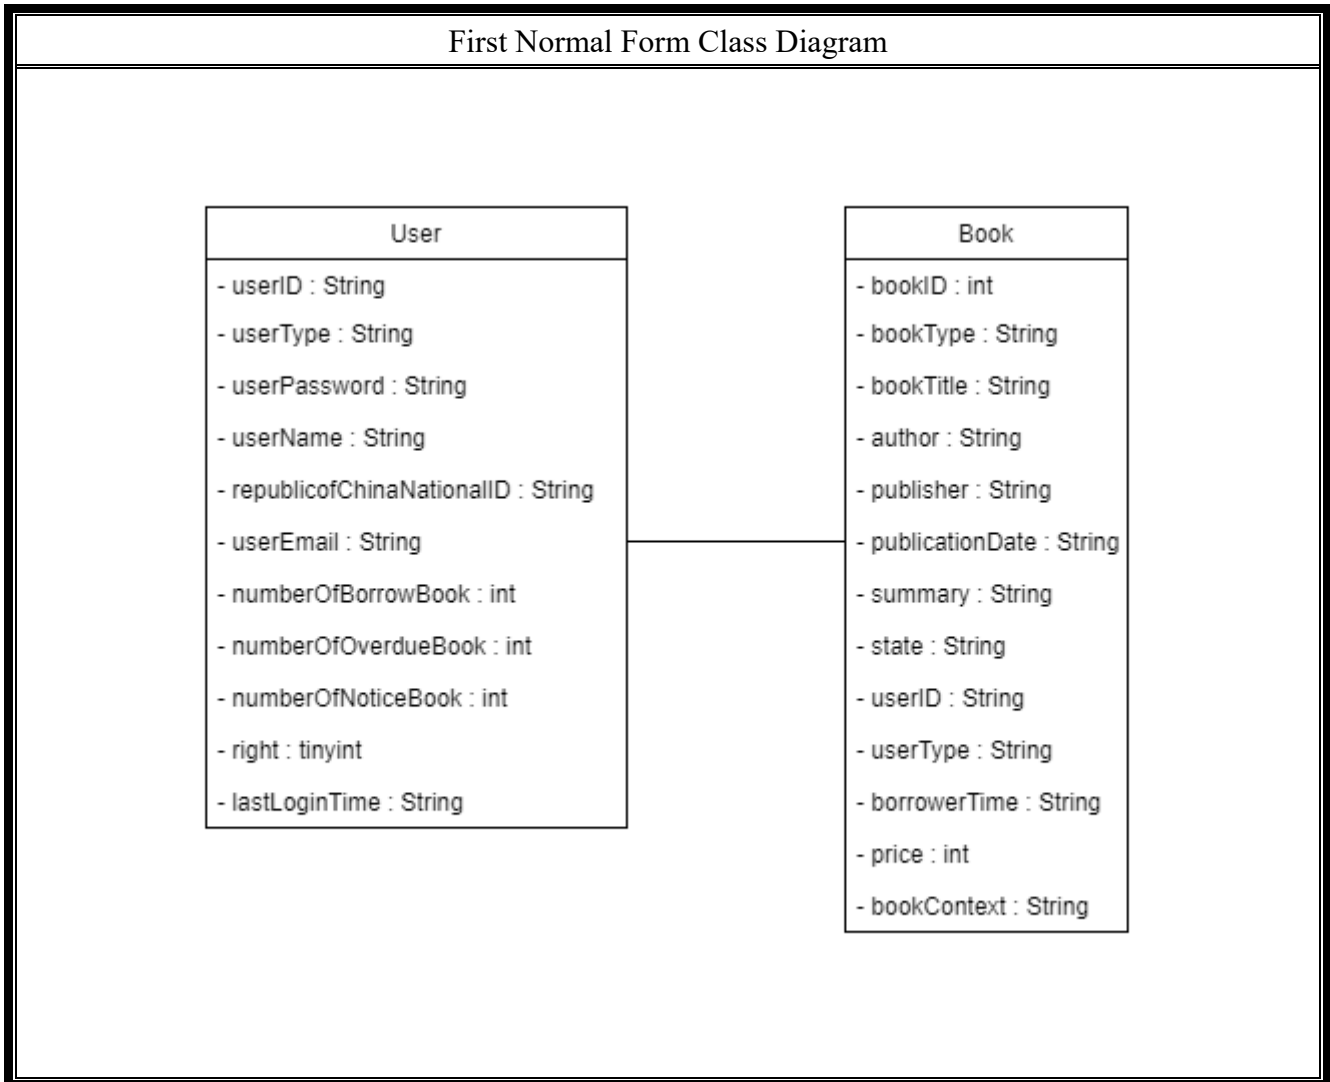 First Normal Form Class Diagram
User
- userID : String
- userType : String
- userPassword : String
- userName : String
- republicofChinaNationalID : String
- userEmail : String
- numberOfBorrowBook : int
- numberOfOverdueBook : int
- numberOfNoticeBook : int
- right : tinyint
- lastLoginTime : String
Book
- bookID : int
- bookType : String
- bookTitle : String
- author : String
- publisher : String
- publicationDate : String
- summary : String
- state : String
- userID : String
- userType : String
- borrowerTime : String
- price : int
- bookContext : String